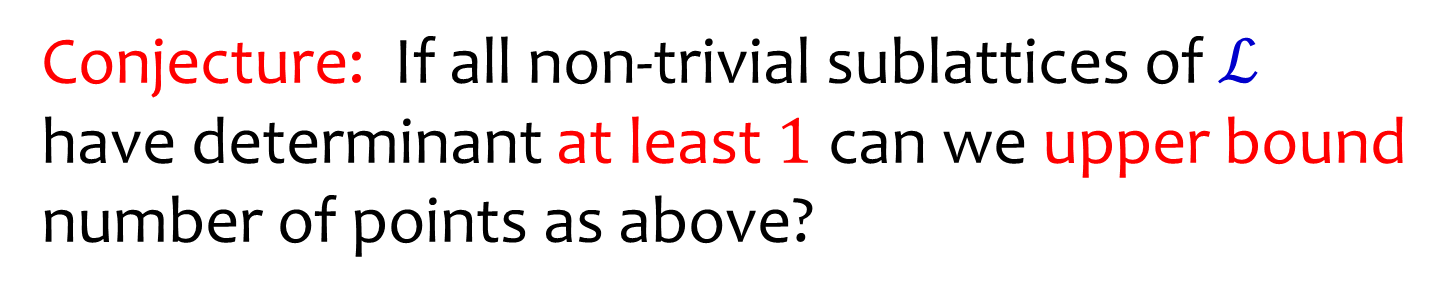 Conjecture: If all non-trivial sublattices of ℒ
have determinant at least 1 can we upper bound
number of points as above?